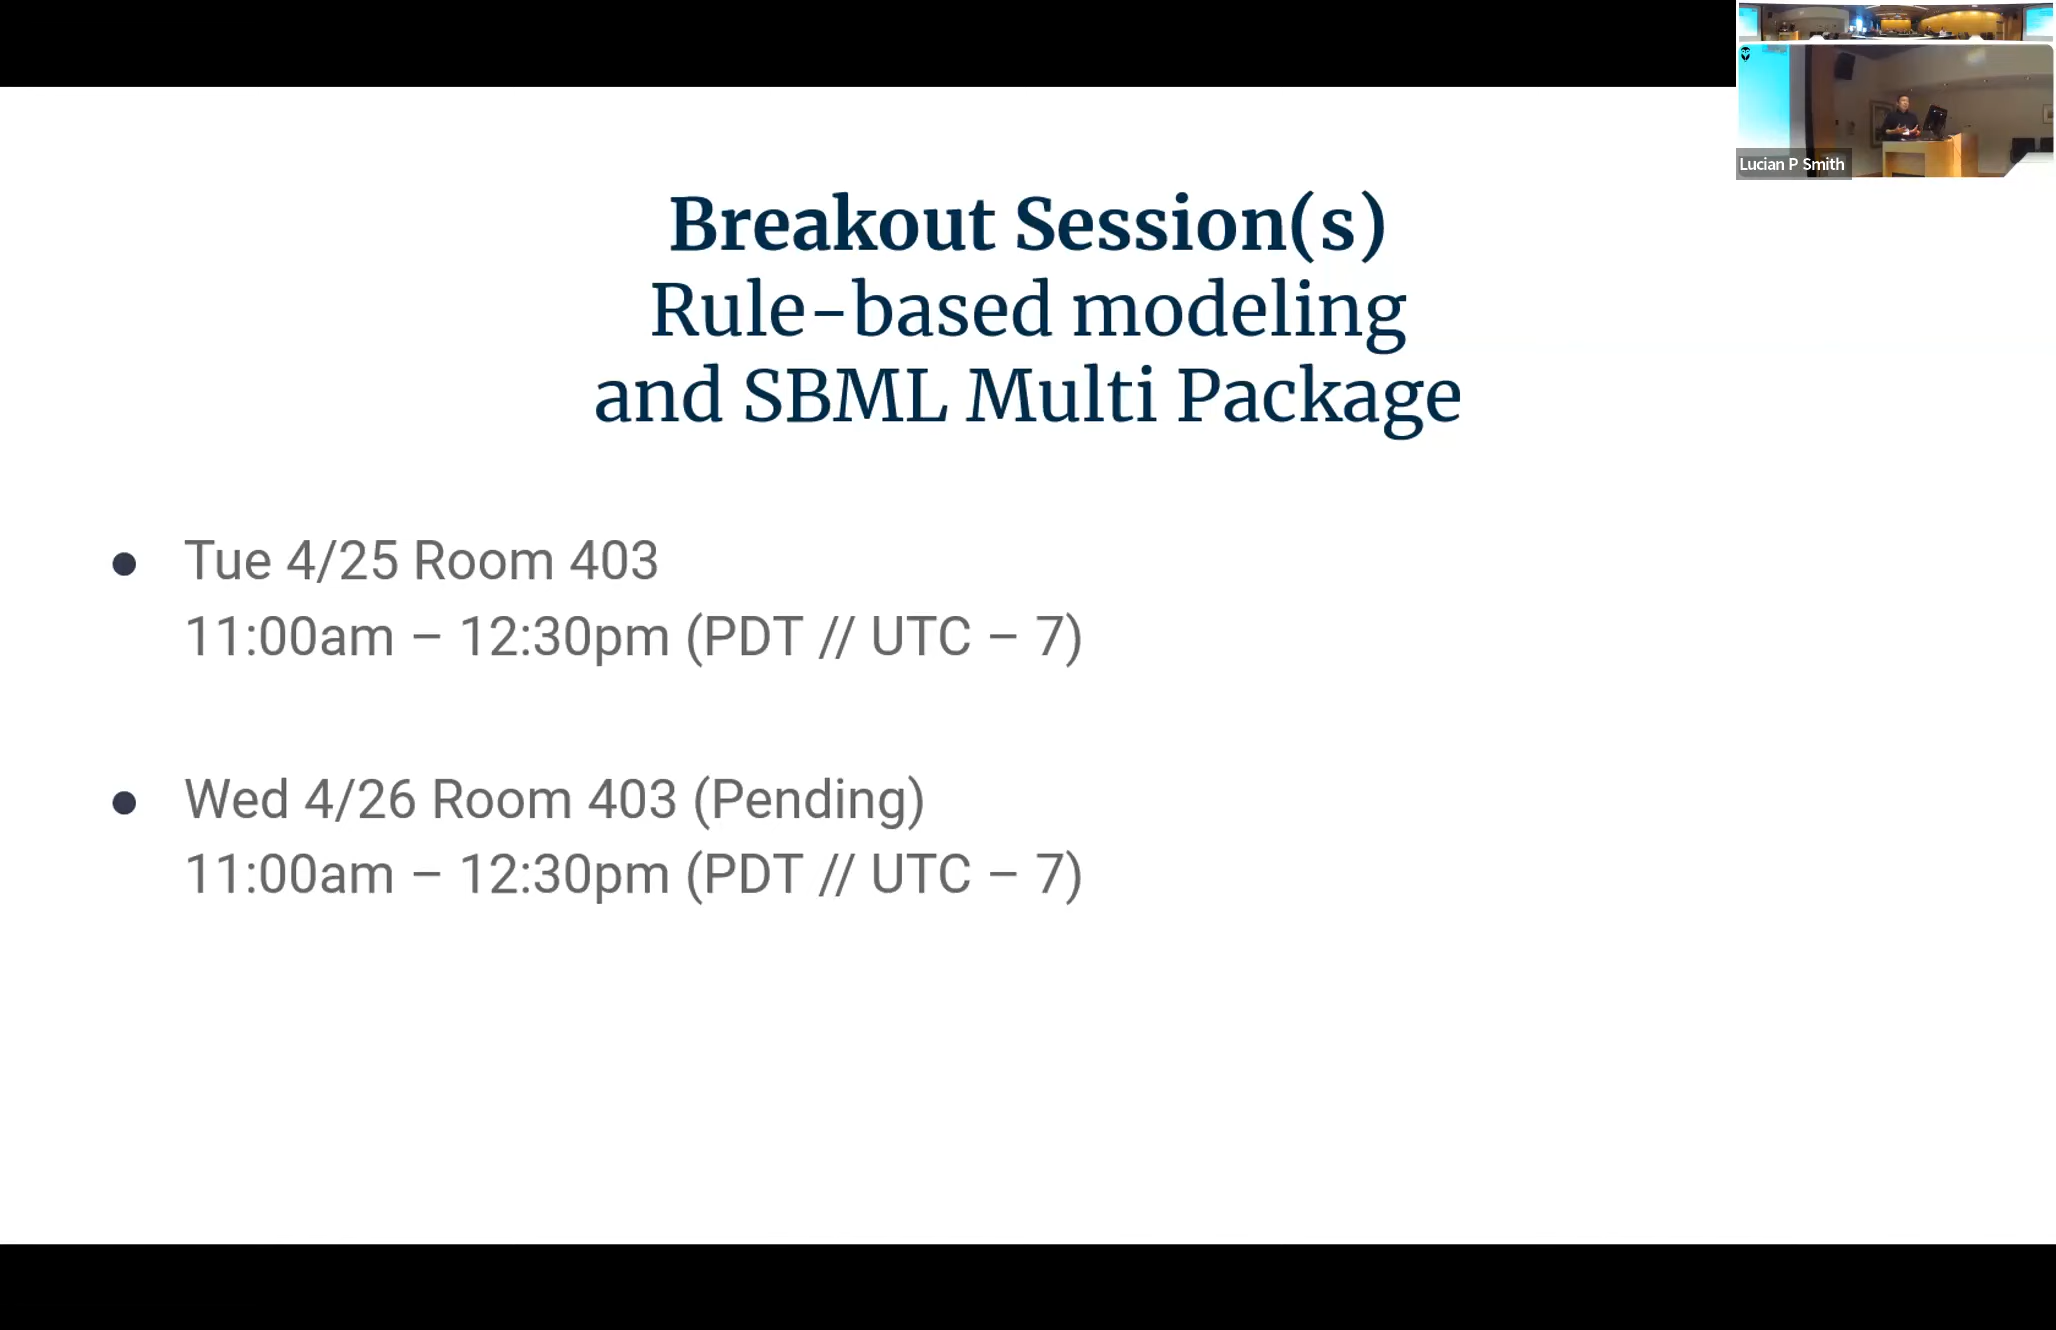 Lucian P Smith
Breakout Session(s)
Rule-based modeling
and SBML Multi Package
● Tue 4/25 Room 403
11:00am – 12:30pm (PDT // UTC – 7)
● Wed 4/26 Room 403 (Pending)
11:00am – 12:30pm (PDT // UTC – 7)